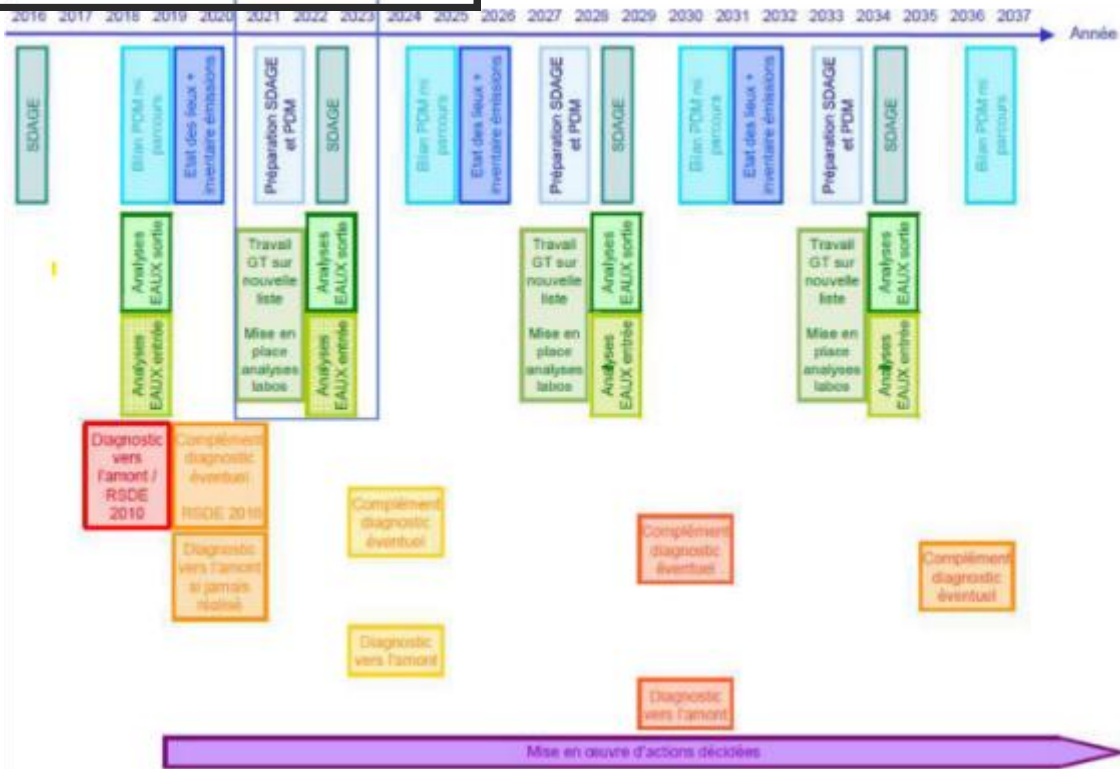 2016 2017 2018 2019 2020 2021 2022 2023 2024 2025 2026 2027 2028 2029 2030 2031 2032 2033 2034 2035 2036 2037
Année
SDAGE
Bilan PDM mi
parcours
Etat des lieux +
inventaire émissions
Préparation SDAGE
et PDM
SDAGE
Bilan PDM mi
parcours
Etat des lieux +
inventaire émissions
Préparation SDAGE
et PDM
SDAGE
Bilan PDM mi
parcours
Etat des lieux +
inventaire émissions
Préparation SDAGE
et PDM
SDAGE
Bilan PDM mi
parcours
Analyses
EAUX sortie
Analyses
EAUX entrée
Travail
GT sur
nouvelle
liste
Mise en
place
analyses
labos
Analyses
EAUX sortie
Analyses
EAUX entrée
Travail
GT sur
nouvelle
liste
Mise en
place
analyses
labos
Analyses
EAUX sortie
Analyses
EAUX entrée
Travail
GT sur
nouvelle
liste
Mise en
place
analyses
labos
Analyses
EAUX sortie
Analyses
EAUX entrée
Diagnostic
vers
l'amont /
RSDE
2010
Complément
diagnostic
éventuel
RSDE 2010
Diagnostic
vers l'amont
si jamais
réalisé
Complément
diagnostic
éventuel
Diagnostic
vers l'amont
Complément
diagnostic
éventuel
Diagnostic
vers l'amont
Complément
diagnostic
éventuel
Mise en œuvre d'actions décidées